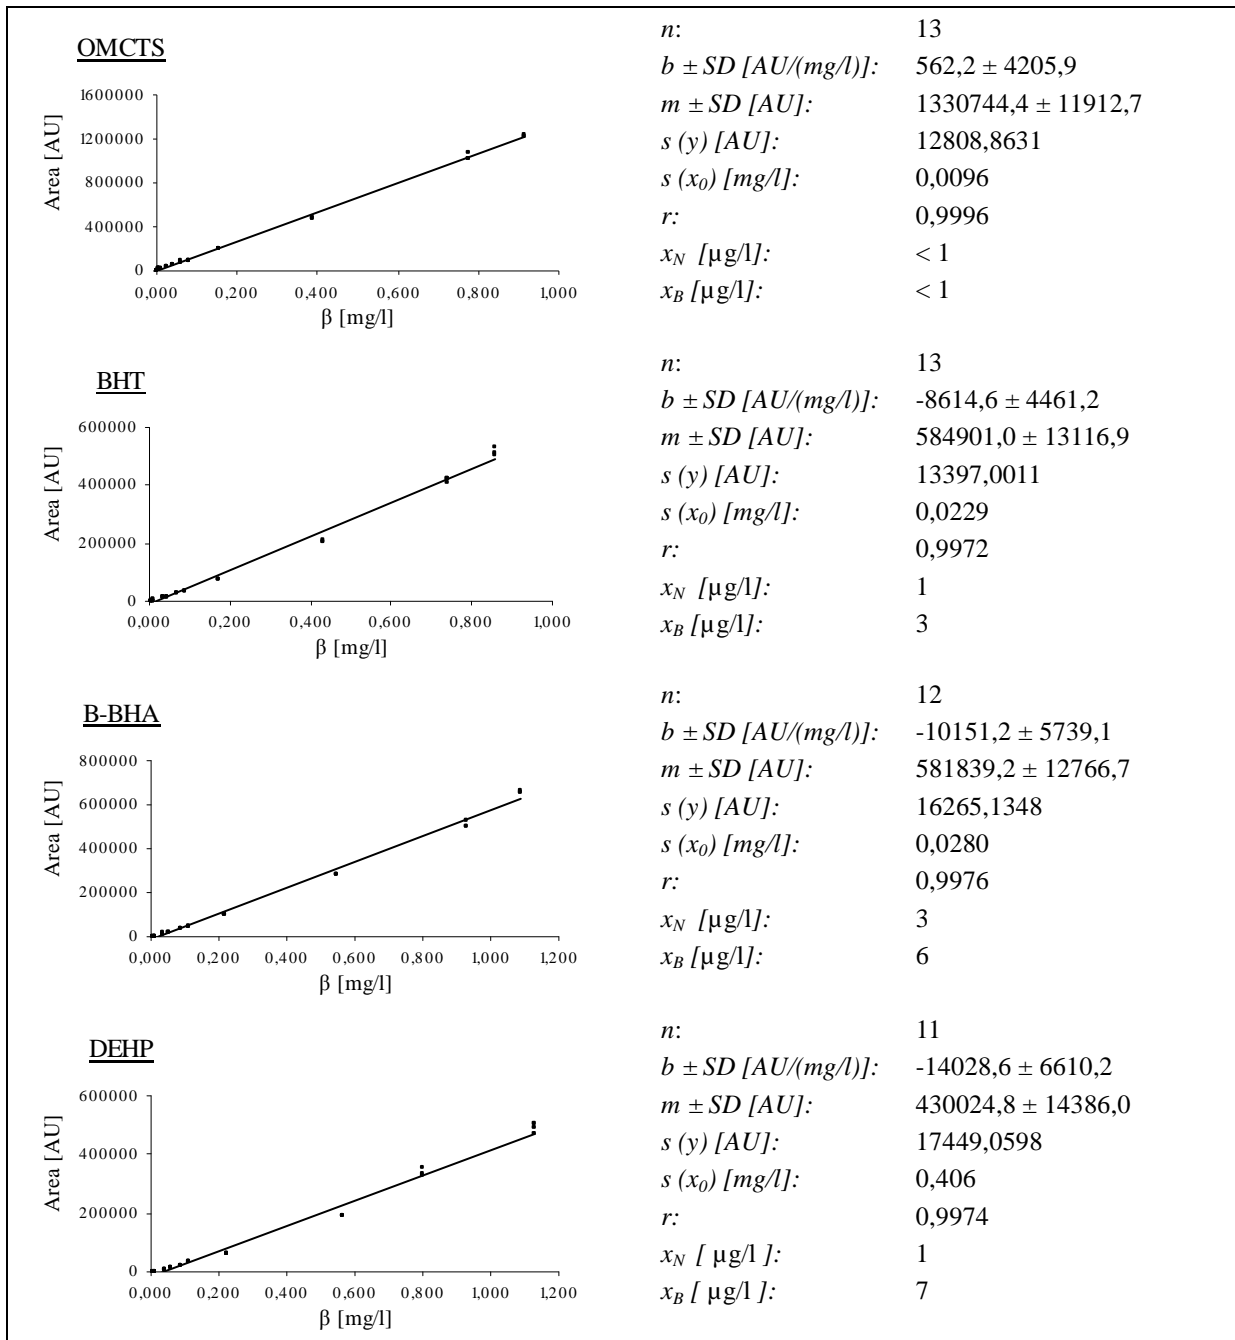 OMCTS
1600000
1200000
800000
400000
0
Area [AU]
0,000 0,200 0,400 0,600 0,800 1,000
β [mg/l]
n: 13
b ± SD [AU/(mg/l)]: 562,2 ± 4205,9
m ± SD [AU]: 1330744,4 ± 11912,7
s (y) [AU]: 12808,8631
s (x0) [mg/l]: 0,0096
r: 0,9996
xN [µg/l]: < 1
xB [µg/l]: < 1
BHT
600000
400000
200000
0
Area [AU]
0,000 0,200 0,400 0,600 0,800 1,000
β [mg/l]
n: 13
b ± SD [AU/(mg/l)]: -8614,6 ± 4461,2
m ± SD [AU]: 584901,0 ± 13116,9
s (y) [AU]: 13397,0011
s (x0) [mg/l]: 0,0229
r: 0,9972
xN [µg/l]: 1
xB [µg/l]: 3
B-BHA
800000
600000
400000
200000
0
Area [AU]
0,000 0,200 0,400 0,600 0,800 1,000 1,200
β [mg/l]
n: 12
b ± SD [AU/(mg/l)]: -10151,2 ± 5739,1
m ± SD [AU]: 581839,2 ± 12766,7
s (y) [AU]: 16265,1348
s (x0) [mg/l]: 0,0280
r: 0,9976
xN [µg/l]: 3
xB [µg/l]: 6
DEHP
600000
400000
200000
0
Area [AU]
0,000 0,200 0,400 0,600 0,800 1,000 1,200
β [mg/l]
n: 11
b ± SD [AU/(mg/l)]: -14028,6 ± 6610,2
m ± SD [AU]: 430024,8 ± 14386,0
s (y) [AU]: 17449,0598
s (x0) [mg/l]: 0,406
r: 0,9974
xN [ µg/l ]: 1
xB [ µg/l ]: 7